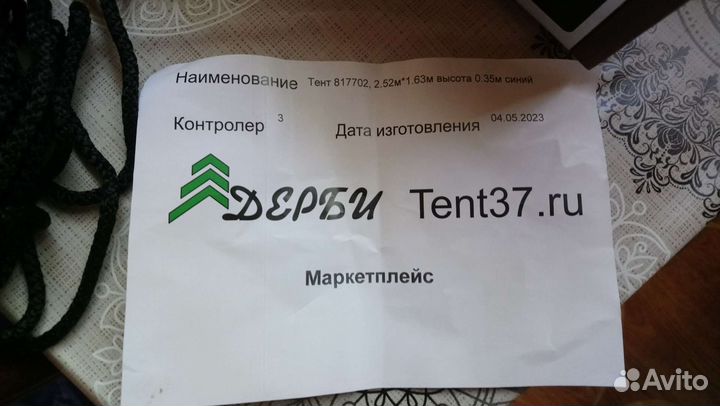 Наименование Тент 817702, 2.52м*1.63м высота 0.35м синий
Контролер 3 Дата изготовления 04.05.2023
ДЕРБИ Tent37.ru
Маркетплейс
Avito